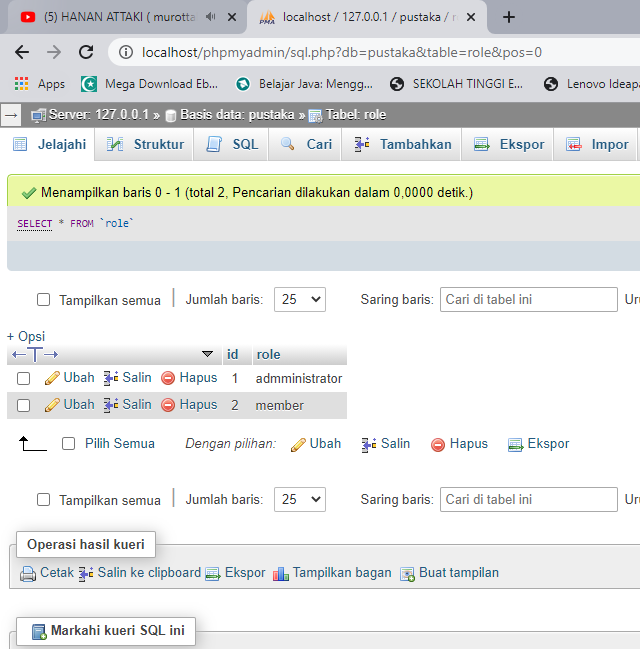 (5) HANAN ATTAKI ( murotta
localhost / 127.0.0.1 / pustaka / r
localhost/phpmyadmin/sql.php?db=pustaka&table=role&pos=0
Apps Mega Download Eb... Belajar Java: Mengg... SEKOLAH TINGGI E... Lenovo Ideapa
Server: 127.0.0.1 » Basis data: pustaka » Tabel: role
Jelajahi Struktur SQL Cari Tambahkan Ekspor Impor
Menampilkan baris 0 - 1 (total 2, Pencarian dilakukan dalam 0,0000 detik.)
SELECT * FROM `role`
Tampilkan semua Jumlah baris: 25 Saring baris: Cari di tabel ini Uru
+ Opsi
←T→ id role
Ubah Salin Hapus 1 admministrator
Ubah Salin Hapus 2 member
Pilih Semua Dengan pilihan: Ubah Salin Hapus Ekspor
Tampilkan semua Jumlah baris: 25 Saring baris: Cari di tabel ini Uru
Operasi hasil kueri
Cetak Salin ke clipboard Ekspor Tampilkan bagan Buat tampilan
Markahi kueri SQL ini